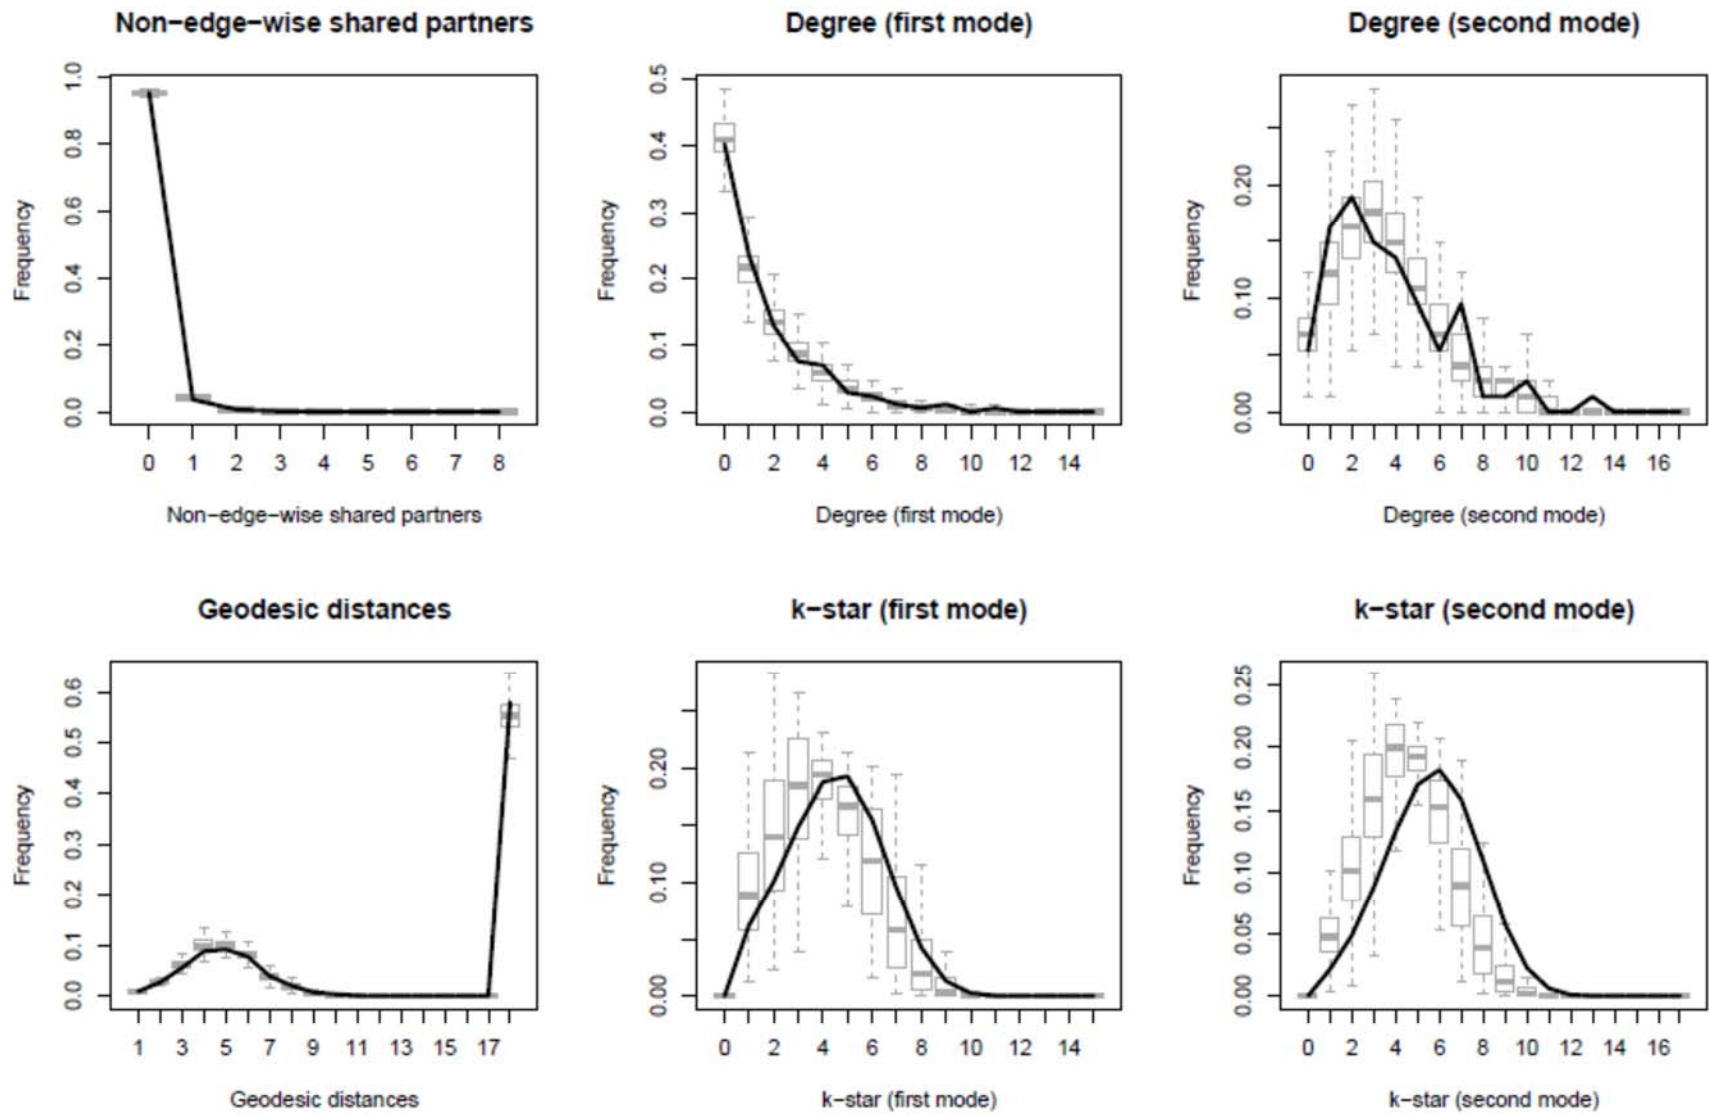 Non−edge−wise shared partners
Frequency
1.0
0.8
0.6
0.4
0.2
0.0
0 1 2 3 4 5 6 7 8
Non−edge−wise shared partners
Degree (first mode)
Frequency
0.5
0.4
0.3
0.2
0.1
0.0
0 2 4 6 8 10 12 14
Degree (first mode)
Degree (second mode)
Frequency
0.20
0.10
0.00
0 2 4 6 8 10 12 14 16
Degree (second mode)
Geodesic distances
Frequency
0.6
0.5
0.4
0.3
0.2
0.1
0.0
1 3 5 7 9 11 13 15 17
Geodesic distances
k−star (first mode)
Frequency
0.20
0.10
0.00
0 2 4 6 8 10 12 14
k−star (first mode)
k−star (second mode)
Frequency
0.25
0.20
0.15
0.10
0.05
0.00
0 2 4 6 8 10 12 14 16
k−star (second mode)